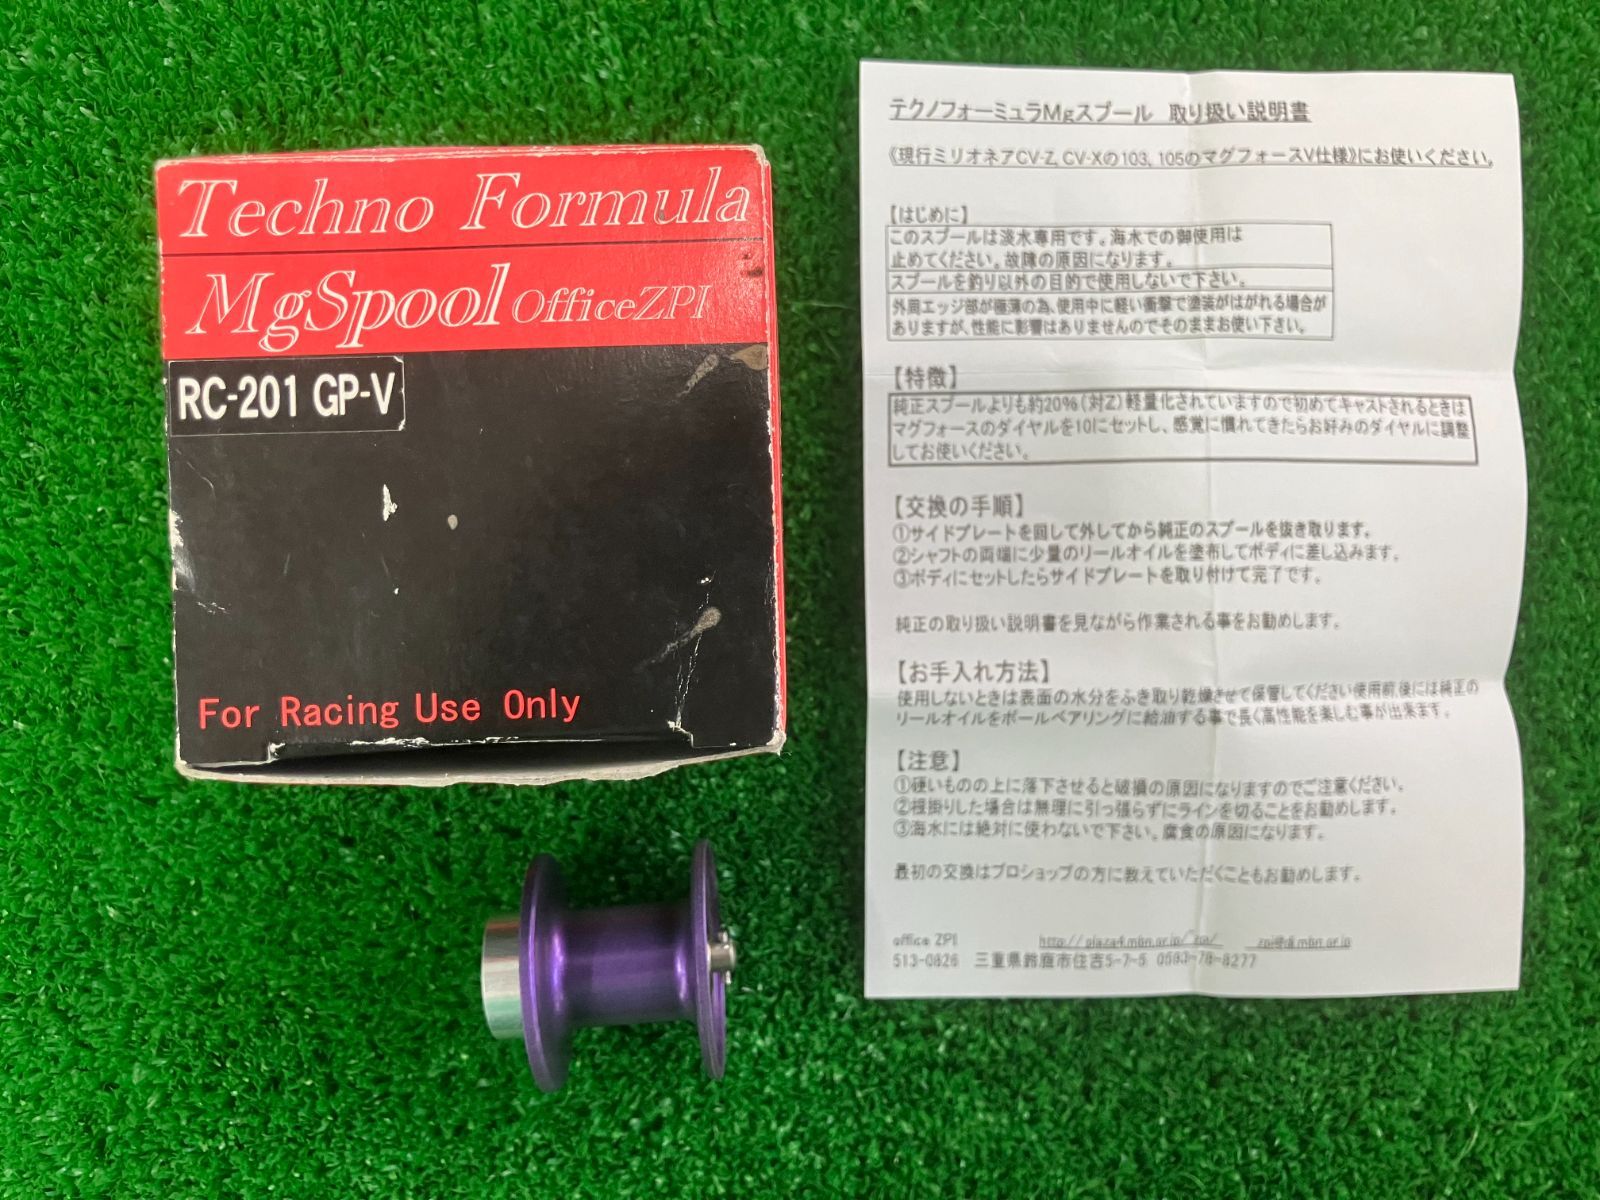 Techno Formula
MgSpool OfficeZPI
RC-201 GP-V
For Racing Use Only
テクノフォーミュラMgスプール 取り扱い説明書
《現行ミリオネアCV-Z, CV-Xの103, 105のマグフォースV仕様》にお使いください。
【はじめに】
このスプールは淡水専用です。海水での御使用は
止めてください。故障の原因になります。
スプールを釣り以外の目的で使用しないで下さい。
外周エッジ部が極薄の為、使用中に軽い衝撃で塗装がはがれる場合が
ありますが、性能に影響はありませんのでそのままお使い下さい。
【特徴】
純正スプールよりも約20%(対Z)軽量化されていますので初めてキャストされるときは
マグフォースのダイヤルを10にセットし、感覚に慣れてきたらお好みのダイヤルに調整
してお使いください。
【交換の手順】
①サイドプレートを回して外してから純正のスプールを抜き取ります。
②シャフトの両端に少量のリールオイルを塗布してボディに差し込みます。
③ボディにセットしたらサイドプレートを取り付けて完了です。
純正の取り扱い説明書を見ながら作業される事をお勧めします。
【お手入れ方法】
使用しないときは表面の水分をふき取り乾燥させて保管してください使用前、後には純正の
リールオイルをボールベアリングに給油する事で長く高性能を楽しむ事が出来ます。
【注意】
①硬いものの上に落下させると破損の原因になりますのでご注意ください。
②根掛りした場合は無理に引っ張らずにラインを切ることをお勧めします。
③海水には絶対に使わないで下さい。腐食の原因になります。
最初の交換はプロショップの方に教えていただくこともお勧めします。
office ZPI http://plaza4.mbn.or.jp/~zpi/ zpi@dl.mbn.or.jp
513-0826 三重県鈴鹿市住吉5-7-5 0593-78-8277